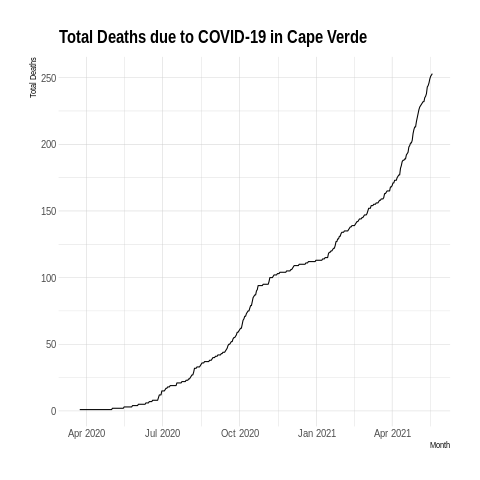 Total Deaths due to COVID-19 in Cape Verde
Total Deaths
250
200
150
100
50
0
Apr 2020 Jul 2020 Oct 2020 Jan 2021 Apr 2021
Month